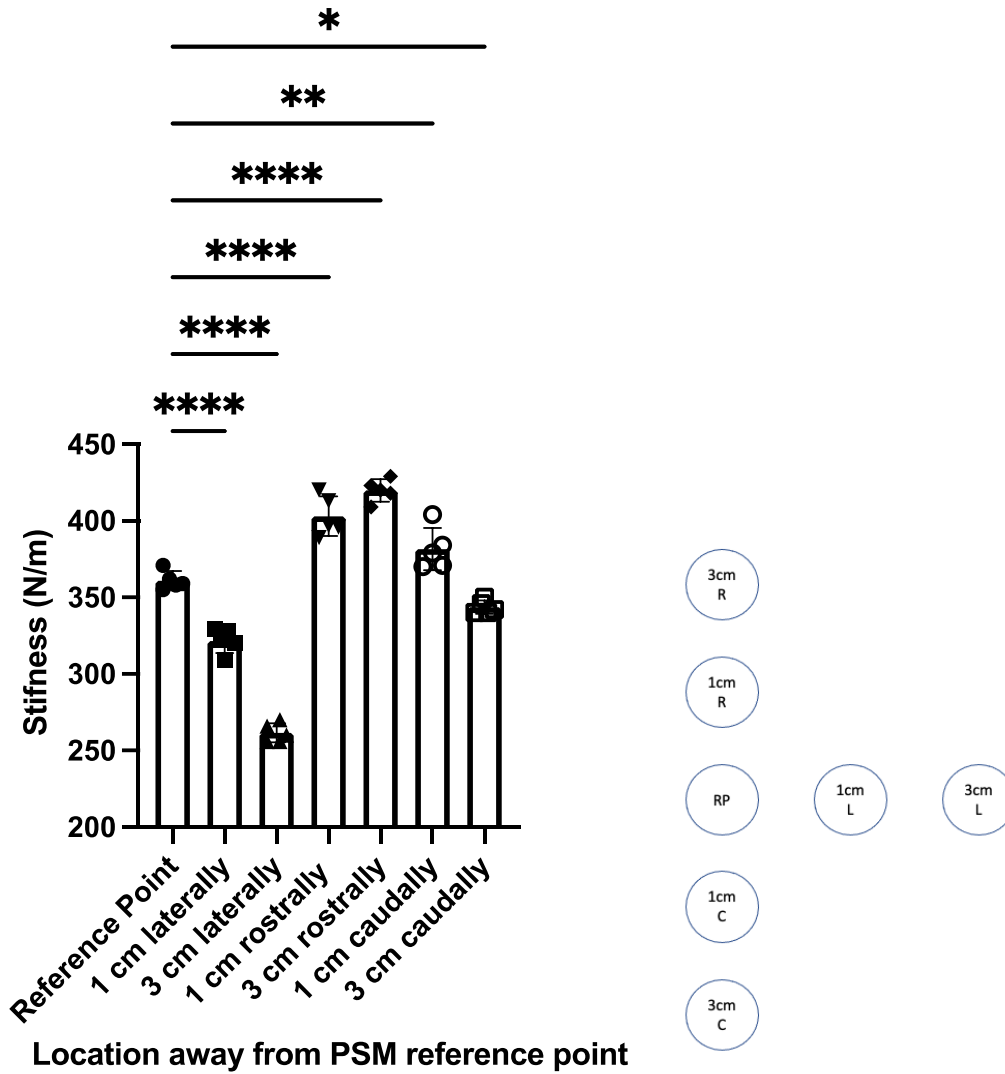 *
**
****
****
****
****
450
400
350
300
250
200
Stifness (N/m)
Reference Point
1 cm laterally
3 cm laterally
1 cm rostrally
3 cm rostrally
1 cm caudally
3 cm caudally
Location away from PSM reference point
3cm
R
1cm
R
RP
1cm
L
3cm
L
1cm
C
3cm
C